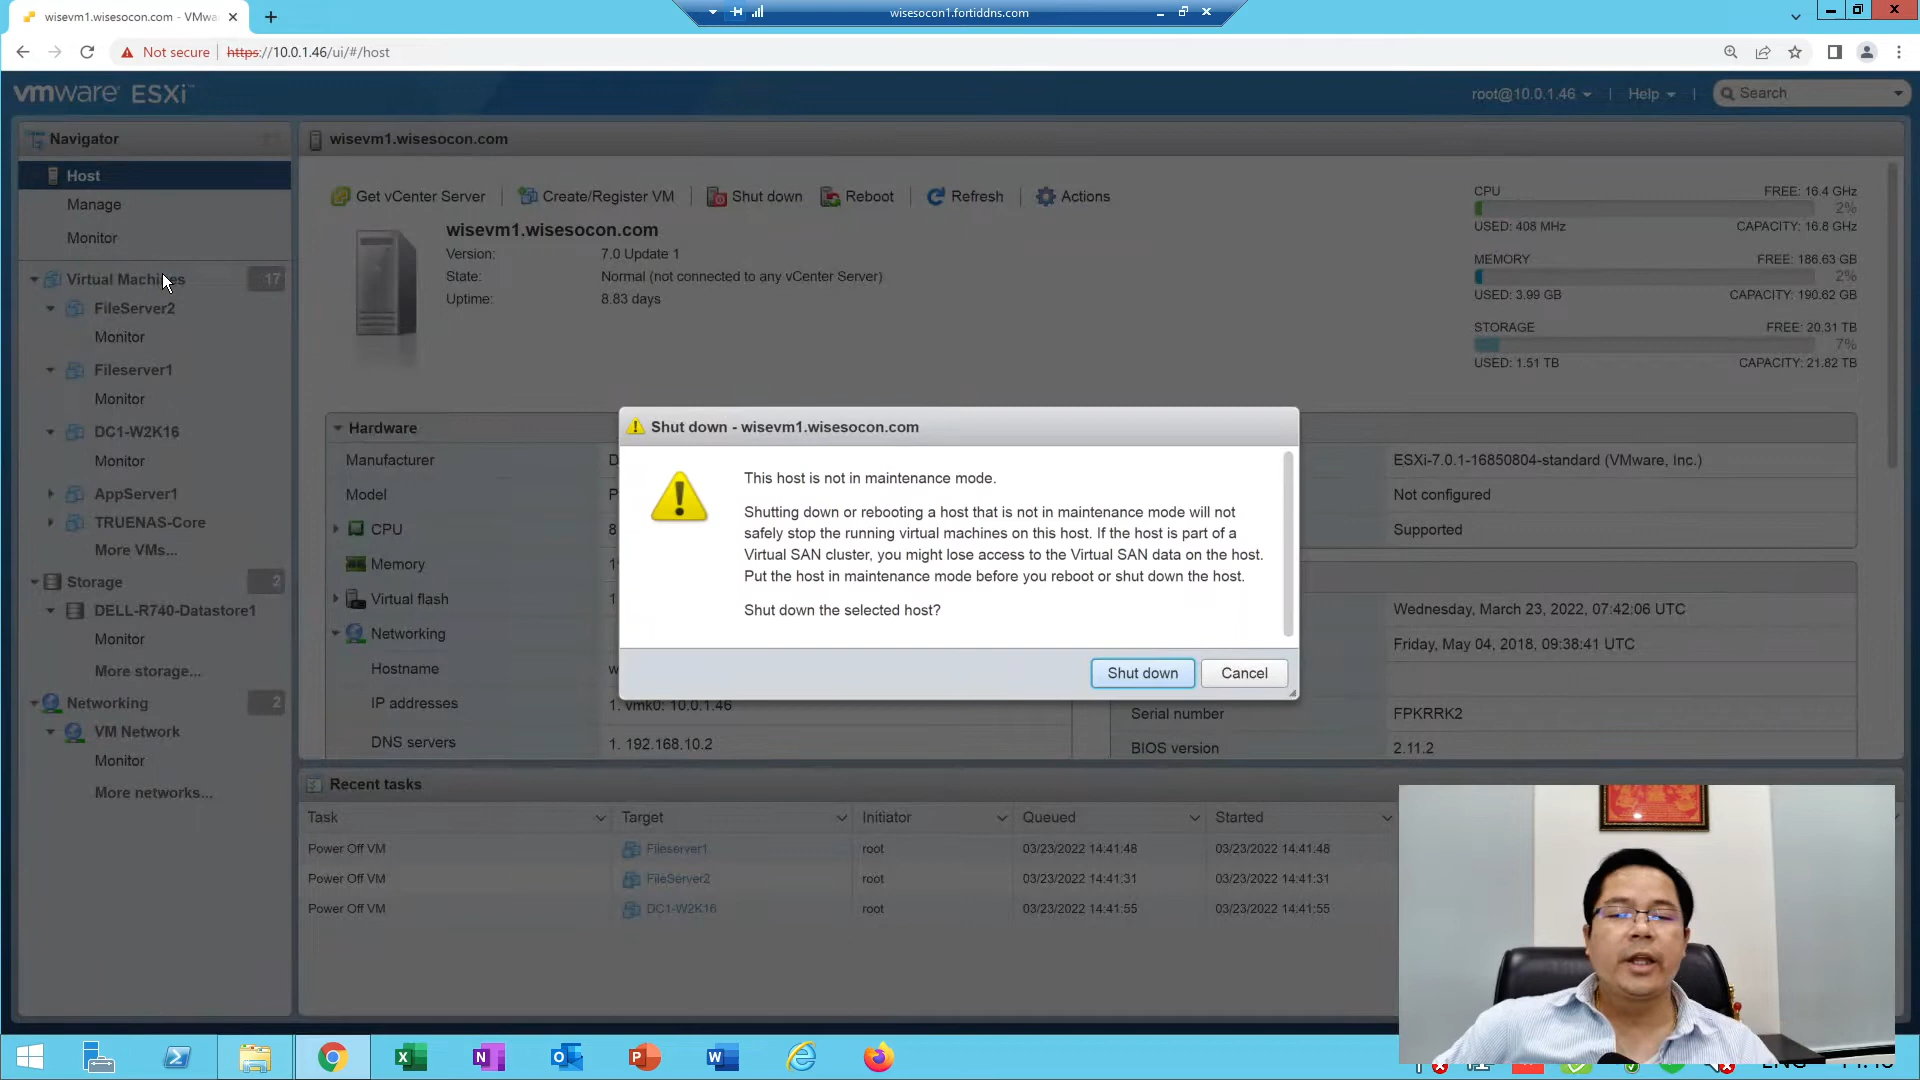 wisevm1.wisesocon.com - VMwa
wisesocon1.fortiddns.com
Not secure
https://10.0.1.46/ui/#/host
vmware ESXi
root@10.0.1.46
Help
Search
Navigator
Host
Manage
Monitor
Virtual Machines 17
FileServer2
Monitor
Fileserver1
Monitor
DC1-W2K16
Monitor
AppServer1
TRUENAS-Core
More VMs...
Storage 2
DELL-R740-Datastore1
Monitor
More storage...
Networking 2
VM Network
Monitor
More networks...
wisevm1.wisesocon.com
Get vCenter Server
Create/Register VM
Shut down
Reboot
Refresh
Actions
wisevm1.wisesocon.com
Version: 7.0 Update 1
State: Normal (not connected to any vCenter Server)
Uptime: 8.83 days
CPU FREE: 16.4 GHz
2%
USED: 408 MHz CAPACITY: 16.8 GHz
MEMORY FREE: 186.63 GB
2%
USED: 3.99 GB CAPACITY: 190.62 GB
STORAGE FREE: 20.31 TB
7%
USED: 1.51 TB CAPACITY: 21.82 TB
Hardware
Manufacturer D
Model P
CPU 8
Memory 1
Virtual flash 1
Networking
Hostname w
IP addresses 1. vmk0: 10.0.1.46
DNS servers 1. 192.168.10.2
ESXi-7.0.1-16850804-standard (VMware, Inc.)
Not configured
Supported
Wednesday, March 23, 2022, 07:42:06 UTC
Friday, May 04, 2018, 09:38:41 UTC
Serial number FPKRRK2
BIOS version 2.11.2
Shut down - wisevm1.wisesocon.com
This host is not in maintenance mode.
Shutting down or rebooting a host that is not in maintenance mode will not
safely stop the running virtual machines on this host. If the host is part of a
Virtual SAN cluster, you might lose access to the Virtual SAN data on the host.
Put the host in maintenance mode before you reboot or shut down the host.
Shut down the selected host?
Shut down
Cancel
Recent tasks
Task Target Initiator Queued Started
Power Off VM Fileserver1 root 03/23/2022 14:41:48 03/23/2022 14:41:48
Power Off VM FileServer2 root 03/23/2022 14:41:31 03/23/2022 14:41:31
Power Off VM DC1-W2K16 root 03/23/2022 14:41:55 03/23/2022 14:41:55